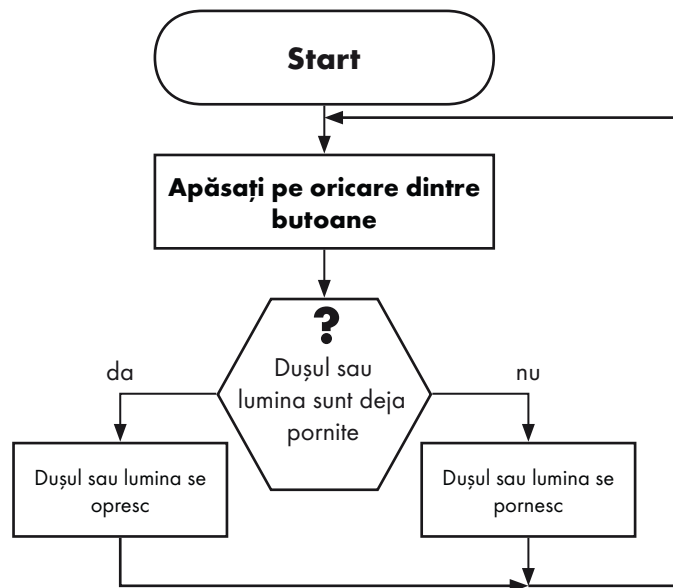 Start
Apăsați pe oricare dintre
butoane
?
Dușul sau
lumina sunt deja
pornite
da
nu
Dușul sau lumina se
opresc
Dușul sau lumina se
pornesc